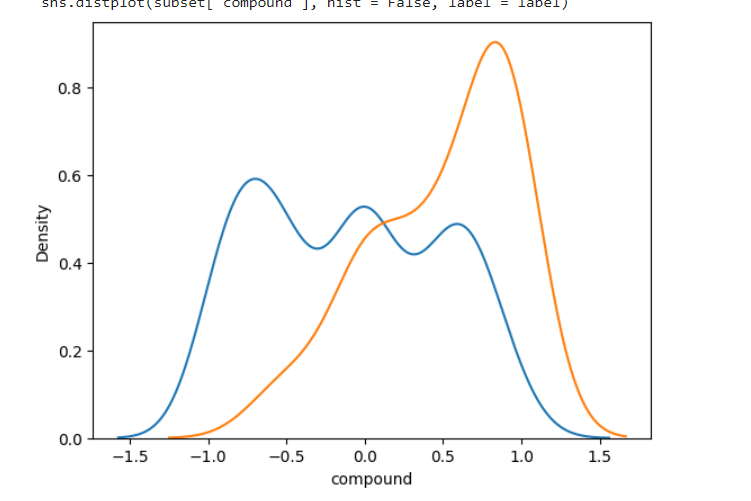 sns.distplot(subset['compound'], hist = False, label = label)
0.8
0.6
0.4
0.2
0.0
Density
−1.5 −1.0 −0.5 0.0 0.5 1.0 1.5
compound